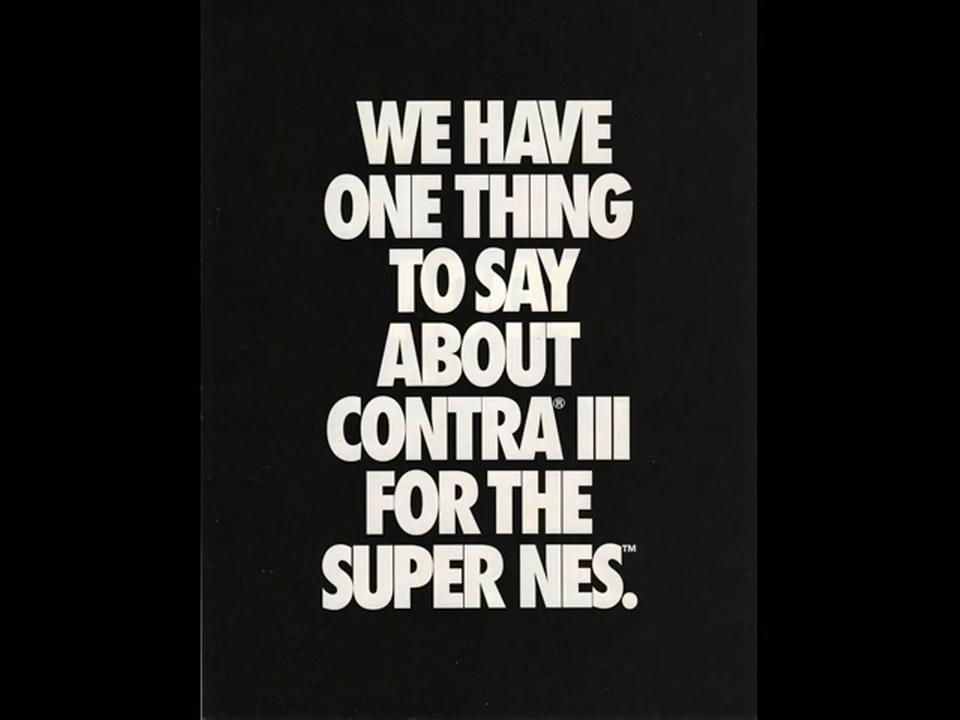 WE HAVE
ONE THING
TO SAY
ABOUT
CONTRA® III
FOR THE
SUPER NES.™